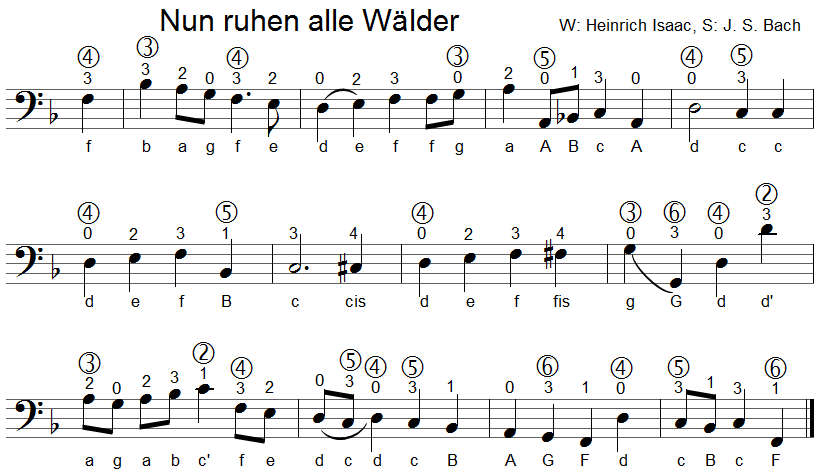 Nun ruhen alle Wälder
W: Heinrich Isaac, S: J. S. Bach
④ ③ ④ ③ ⑤ ④ ⑤
3 3 2 0 3 2 0 2 3 0 2 0 1 3 0 0 3
f b a g f e d e f f g a A B c A d c c
④ ⑤ ④ ③ ⑥ ④ ②
0 2 3 1 3 4 0 2 3 4 0 3 0 3
d e f B c cis d e f fis g G d d'
③ ② ④ ⑤ ④ ⑤ ⑥ ④ ⑤ ⑥
2 0 2 3 1 3 2 0 3 0 3 1 0 3 1 0 3 1 3 1
a g a b c' f e d c d c B A G F d c B c F